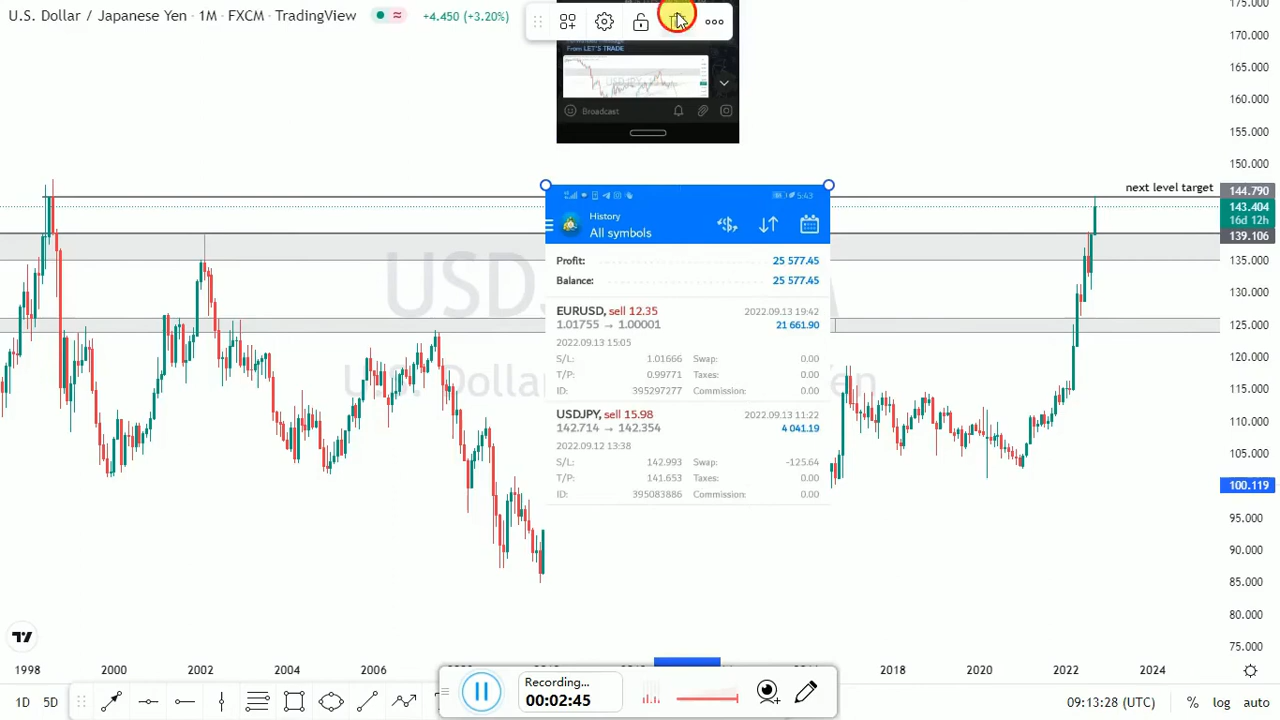 U.S. Dollar / Japanese Yen · 1M · FXCM · TradingView
+4.450 (+3.20%)
From LET'S TRADE
Broadcast
170.000
165.000
160.000
155.000
150.000
next level target
144.790
143.404
16d 12h
139.106
135.000
130.000
125.000
120.000
115.000
110.000
105.000
100.119
95.000
90.000
85.000
80.000
75.000
5:43
History
All symbols
Profit: 25 577.45
Balance: 25 577.45
EURUSD, sell 12.35 2022.09.13 19:42
1.01755 → 1.00001 21 661.90
2022.09.13 15:05
S/L: 1.01666 Swap: 0.00
T/P: 0.99771 Taxes: 0.00
ID: 395297277 Commission: 0.00
USDJPY, sell 15.98 2022.09.13 11:22
142.714 → 142.354 4 041.19
2022.09.12 13:38
S/L: 142.993 Swap: -125.64
T/P: 141.653 Taxes: 0.00
ID: 395083886 Commission: 0.00
1998 2000 2002 2004 2006 2018 2020 2022 2024
Recording...
00:02:45
1D 5D
09:13:28 (UTC) % log auto